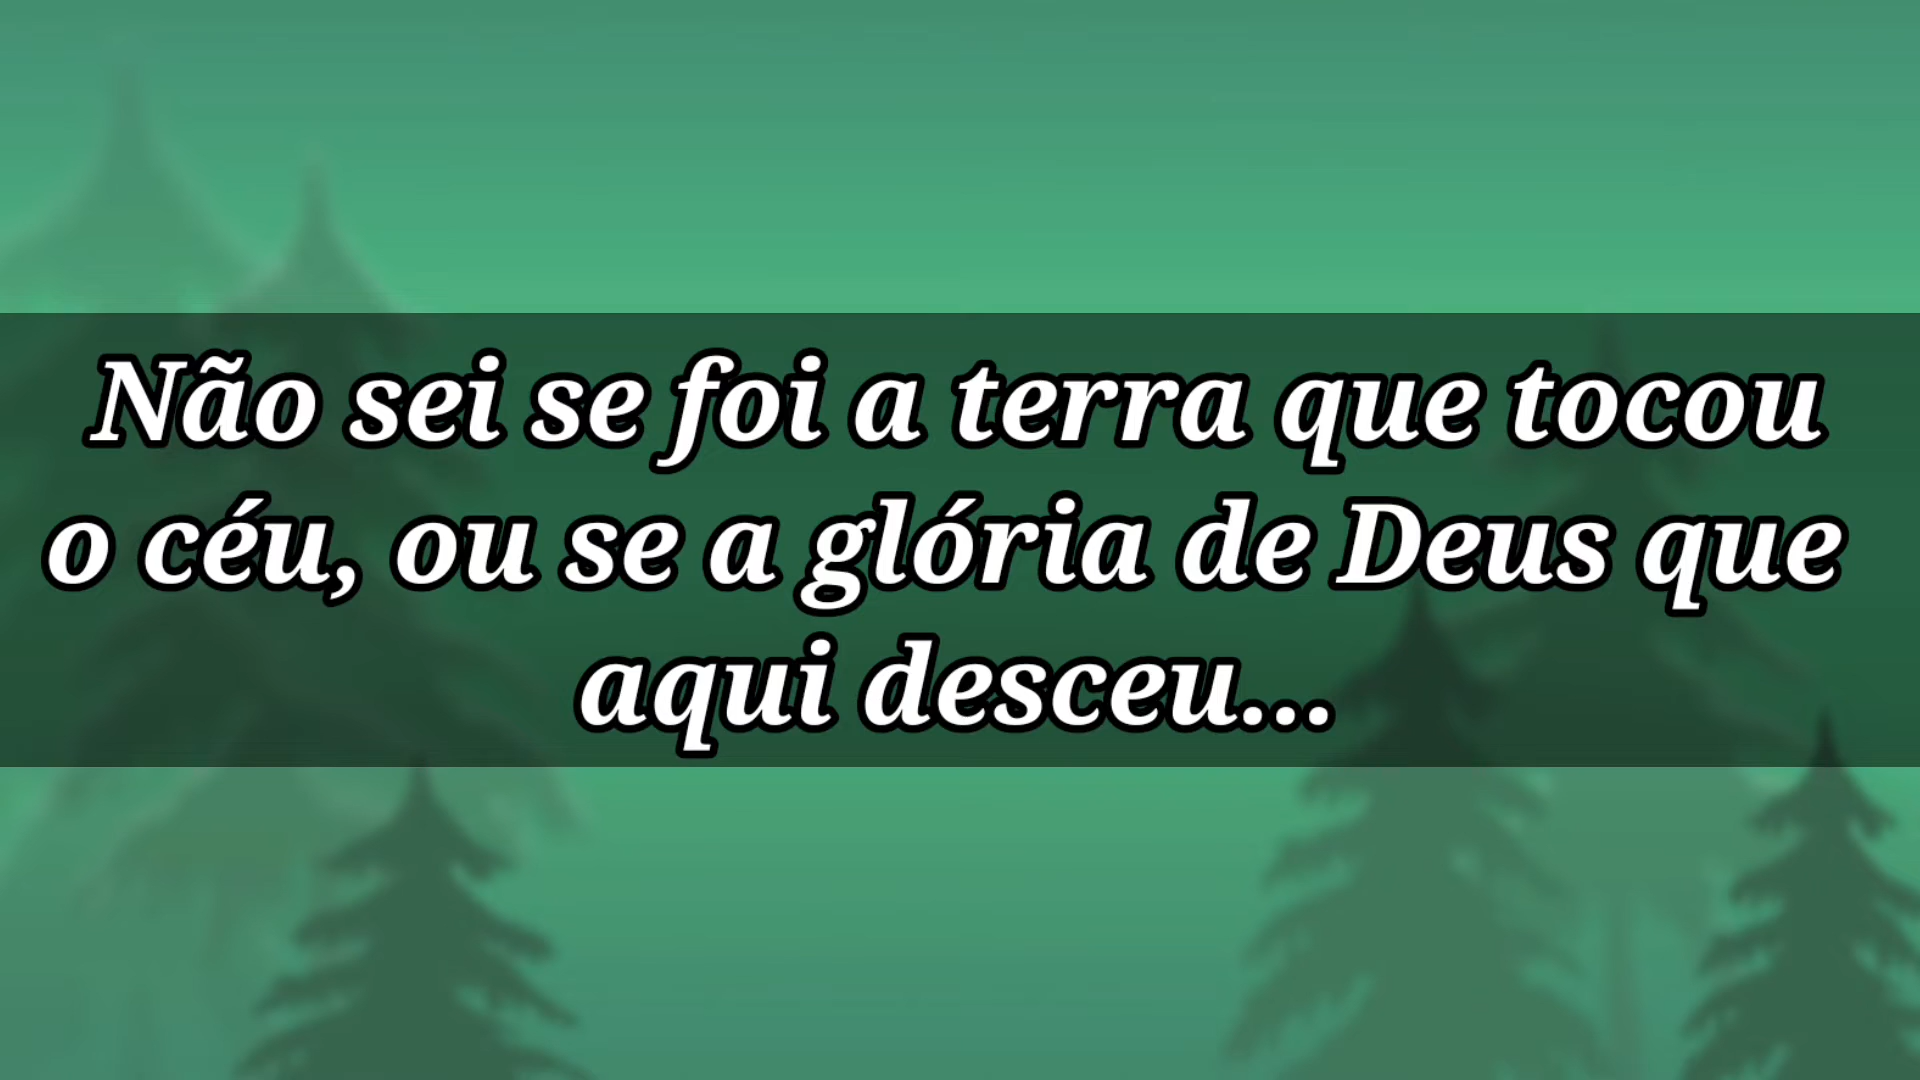 Não sei se foi a terra que tocou
o céu, ou se a glória de Deus que
aqui desceu...